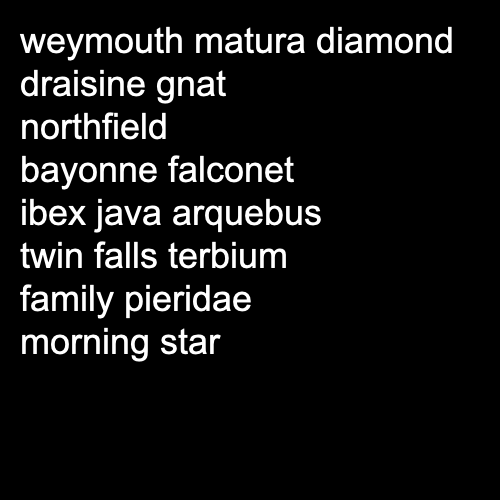 weymouth matura diamond
draisine gnat
northfield
bayonne falconet
ibex java arquebus
twin falls terbium
family pieridae
morning star